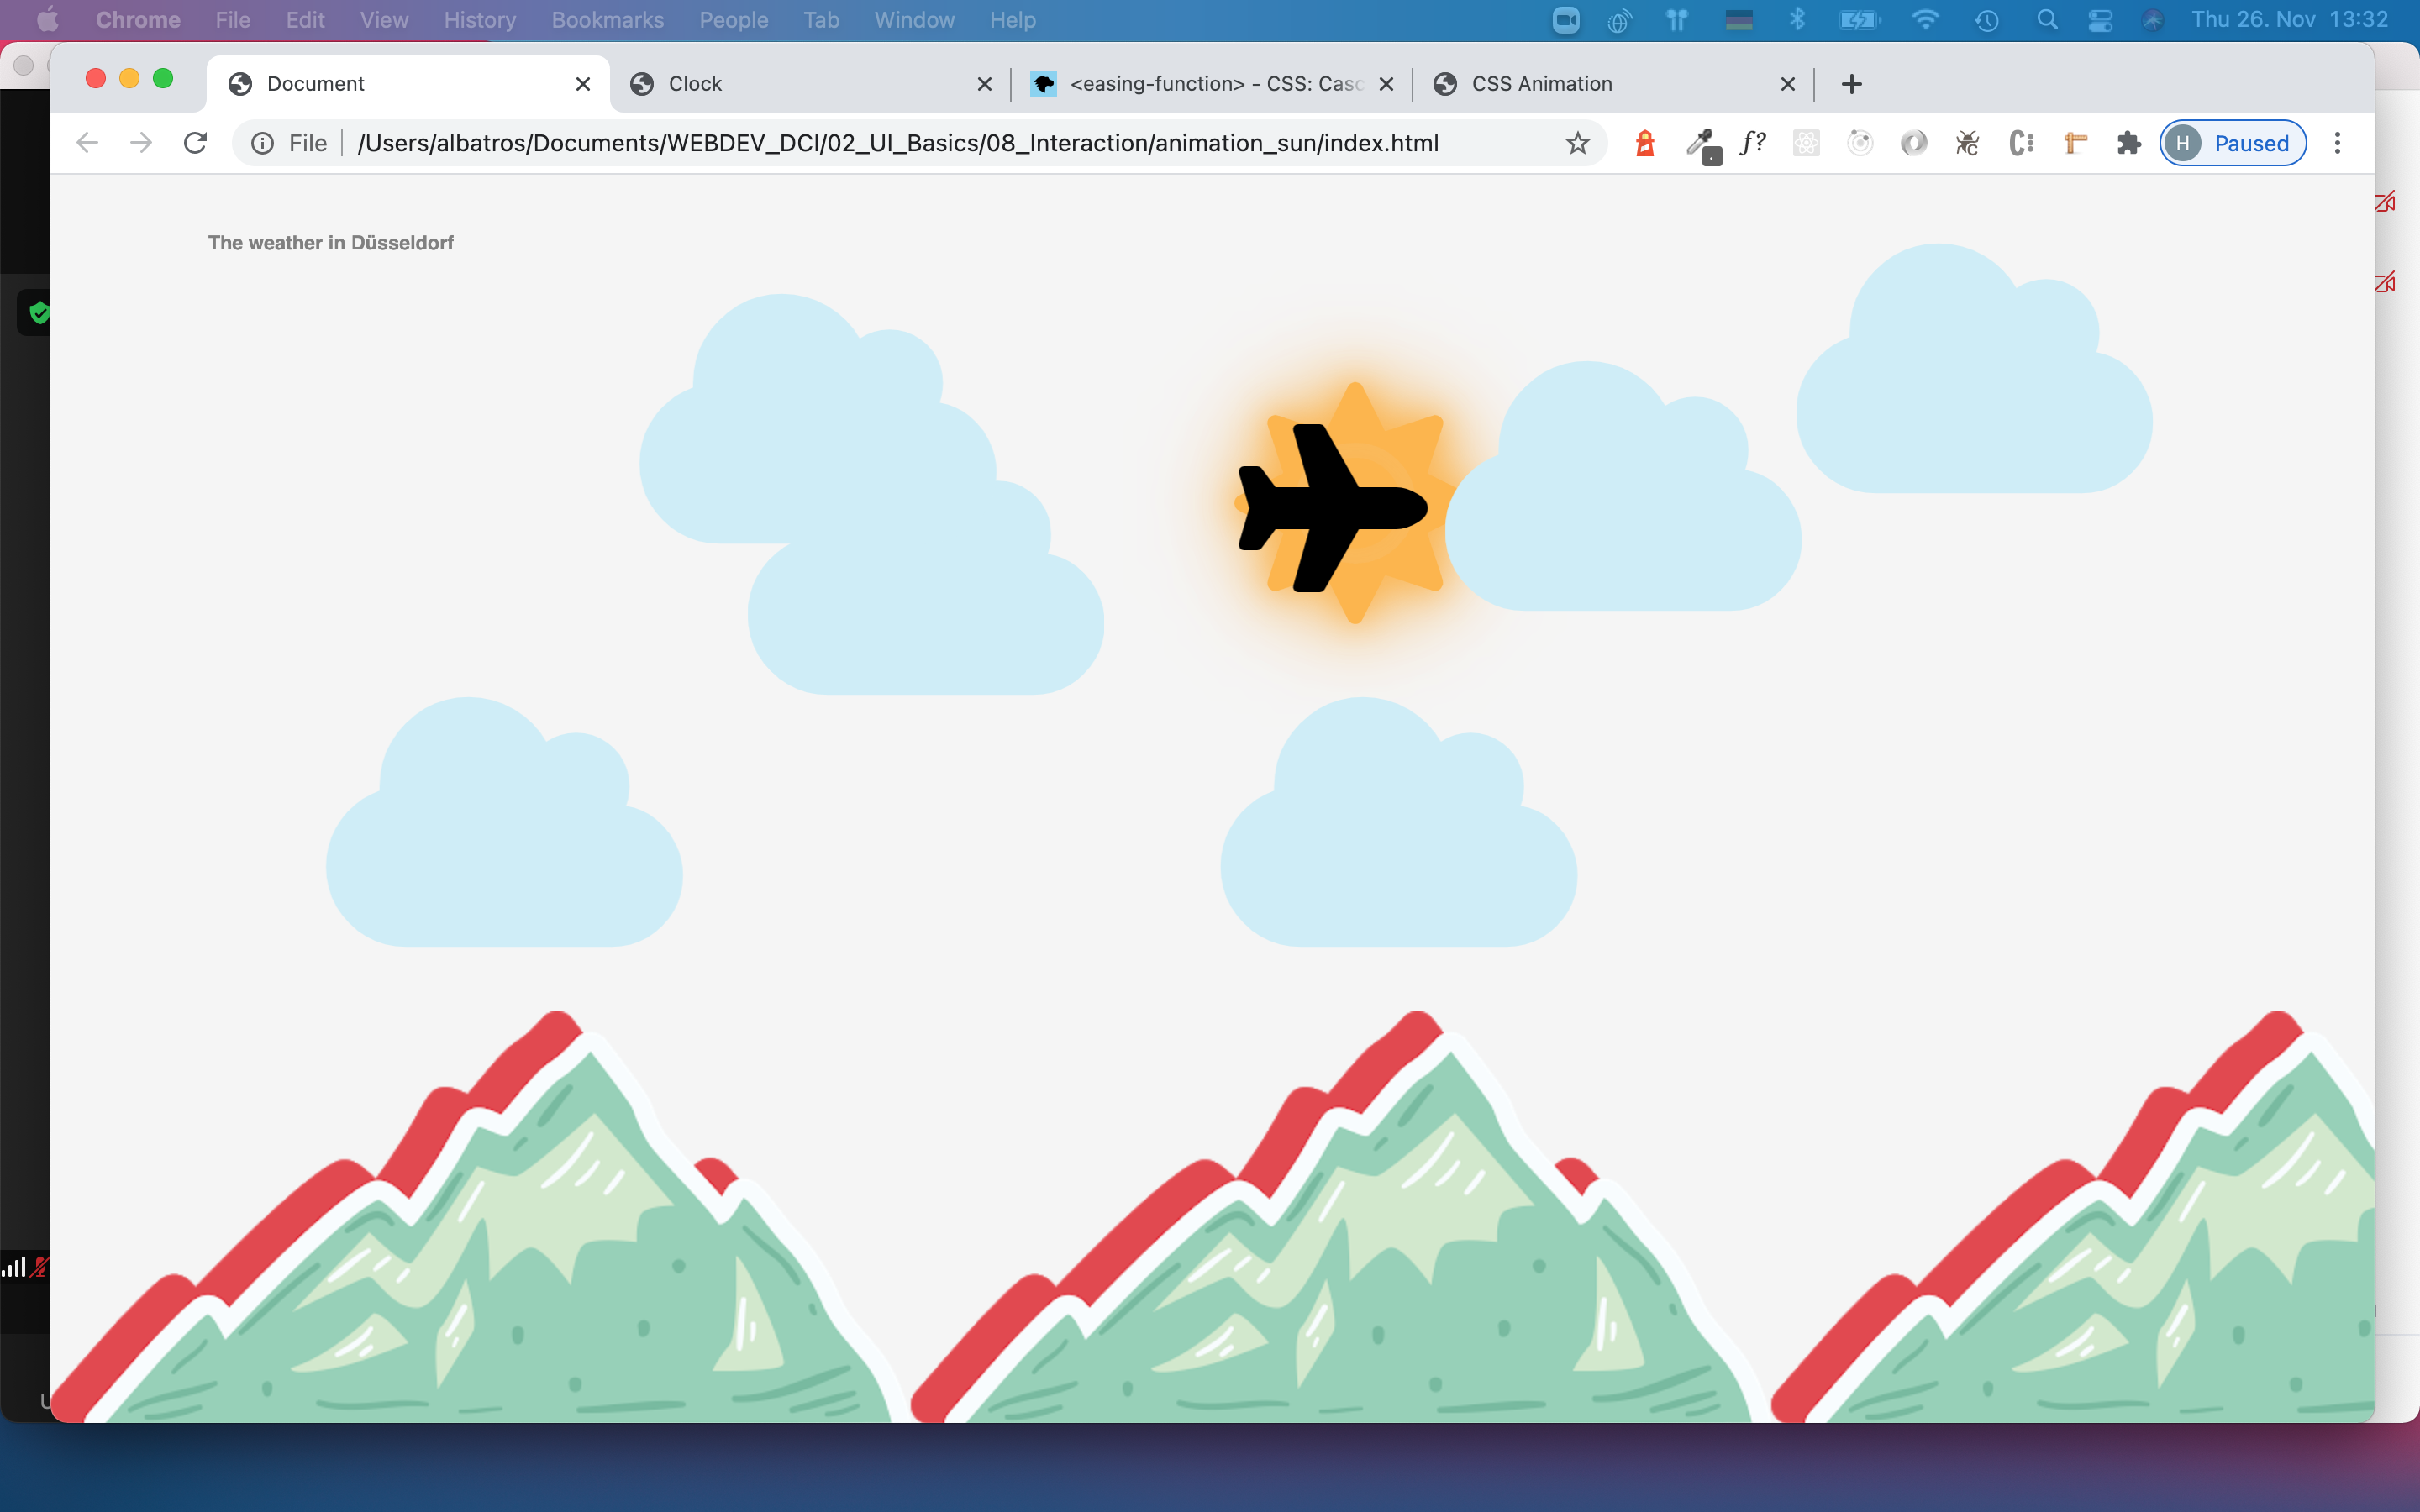 Chrome File Edit View History Bookmarks People Tab Window Help Thu 26. Nov 13:32
Document Clock <easing-function> - CSS: Casc CSS Animation
File /Users/albatros/Documents/WEBDEV_DCI/02_UI_Basics/08_Interaction/animation_sun/index.html f? C H Paused
The weather in Düsseldorf
U